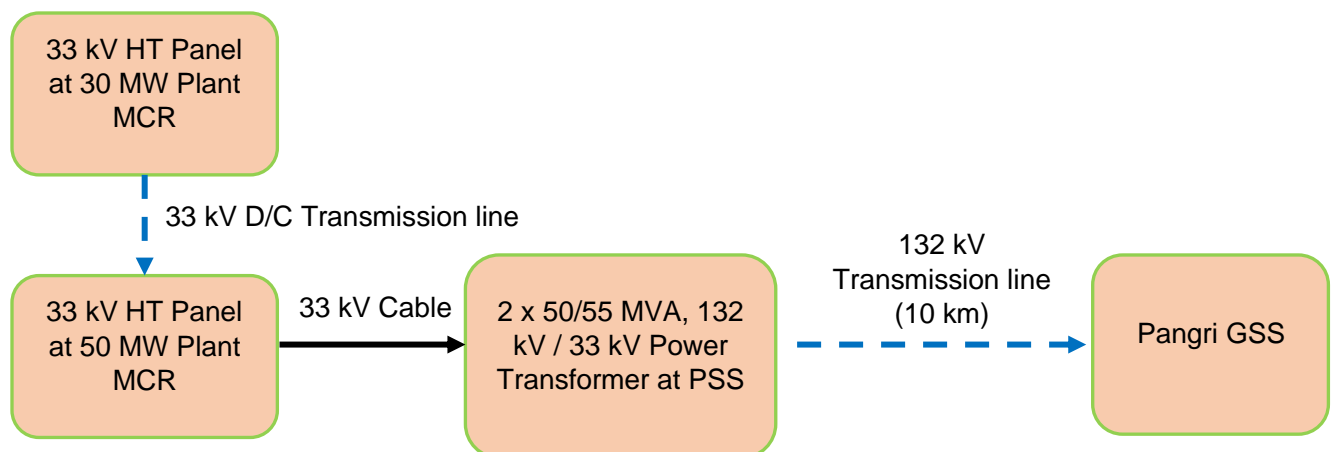 33 kV HT Panel
at 30 MW Plant
MCR
33 kV D/C Transmission line
33 kV HT Panel
at 50 MW Plant
MCR
33 kV Cable
2 x 50/55 MVA, 132
kV / 33 kV Power
Transformer at PSS
132 kV
Transmission line
(10 km)
Pangri GSS